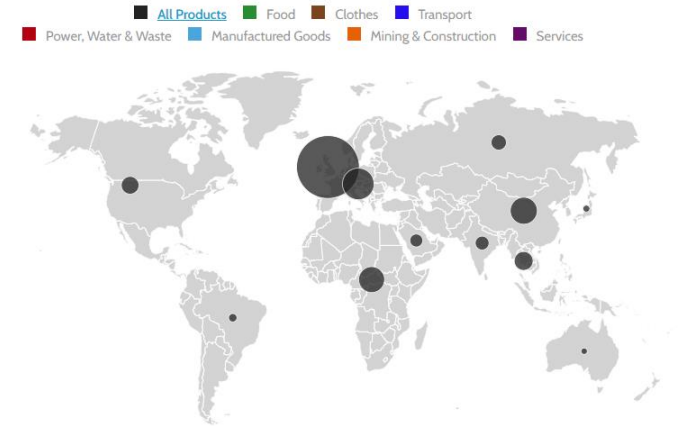 All Products Food Clothes Transport
Power, Water & Waste Manufactured Goods Mining & Construction Services